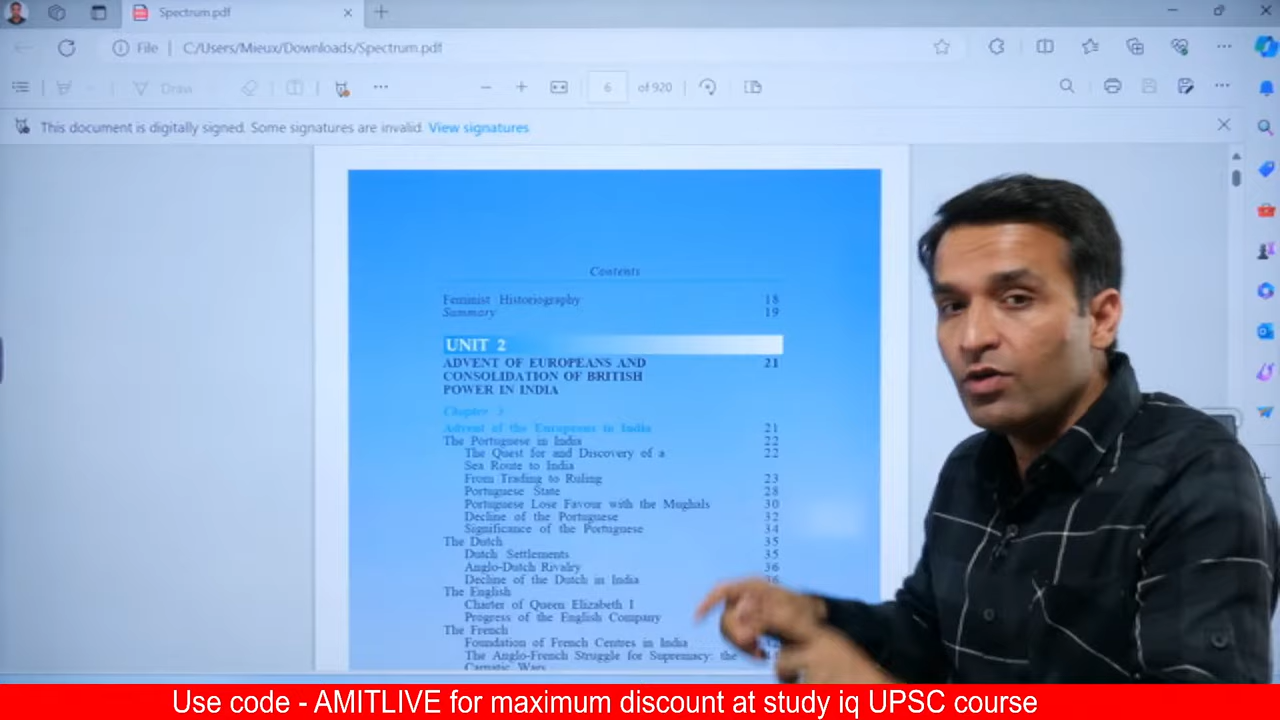 Spectrum.pdf
File
C:/Users/Mieux/Downloads/Spectrum.pdf
Draw
6 of 920
This document is digitally signed. Some signatures are invalid. View signatures
Contents
Feminist Historiography 18
Summary 19
UNIT 2
ADVENT OF EUROPEANS AND 21
CONSOLIDATION OF BRITISH
POWER IN INDIA
Chapter 3
Advent of the Europeans in India 21
The Portuguese in India 22
The Quest for and Discovery of a 22
Sea Route to India
From Trading to Ruling 23
Portuguese State 28
Portuguese Lose Favour with the Mughals 30
Decline of the Portuguese 32
Significance of the Portuguese 34
The Dutch 35
Dutch Settlements 35
Anglo-Dutch Rivalry 36
Decline of the Dutch in India 36
The English
Charter of Queen Elizabeth I
Progress of the English Company
The French
Foundation of French Centres in India 42
The Anglo-French Struggle for Supremacy: the
Carnatic Wars
Use code - AMITLIVE for maximum discount at study iq UPSC course